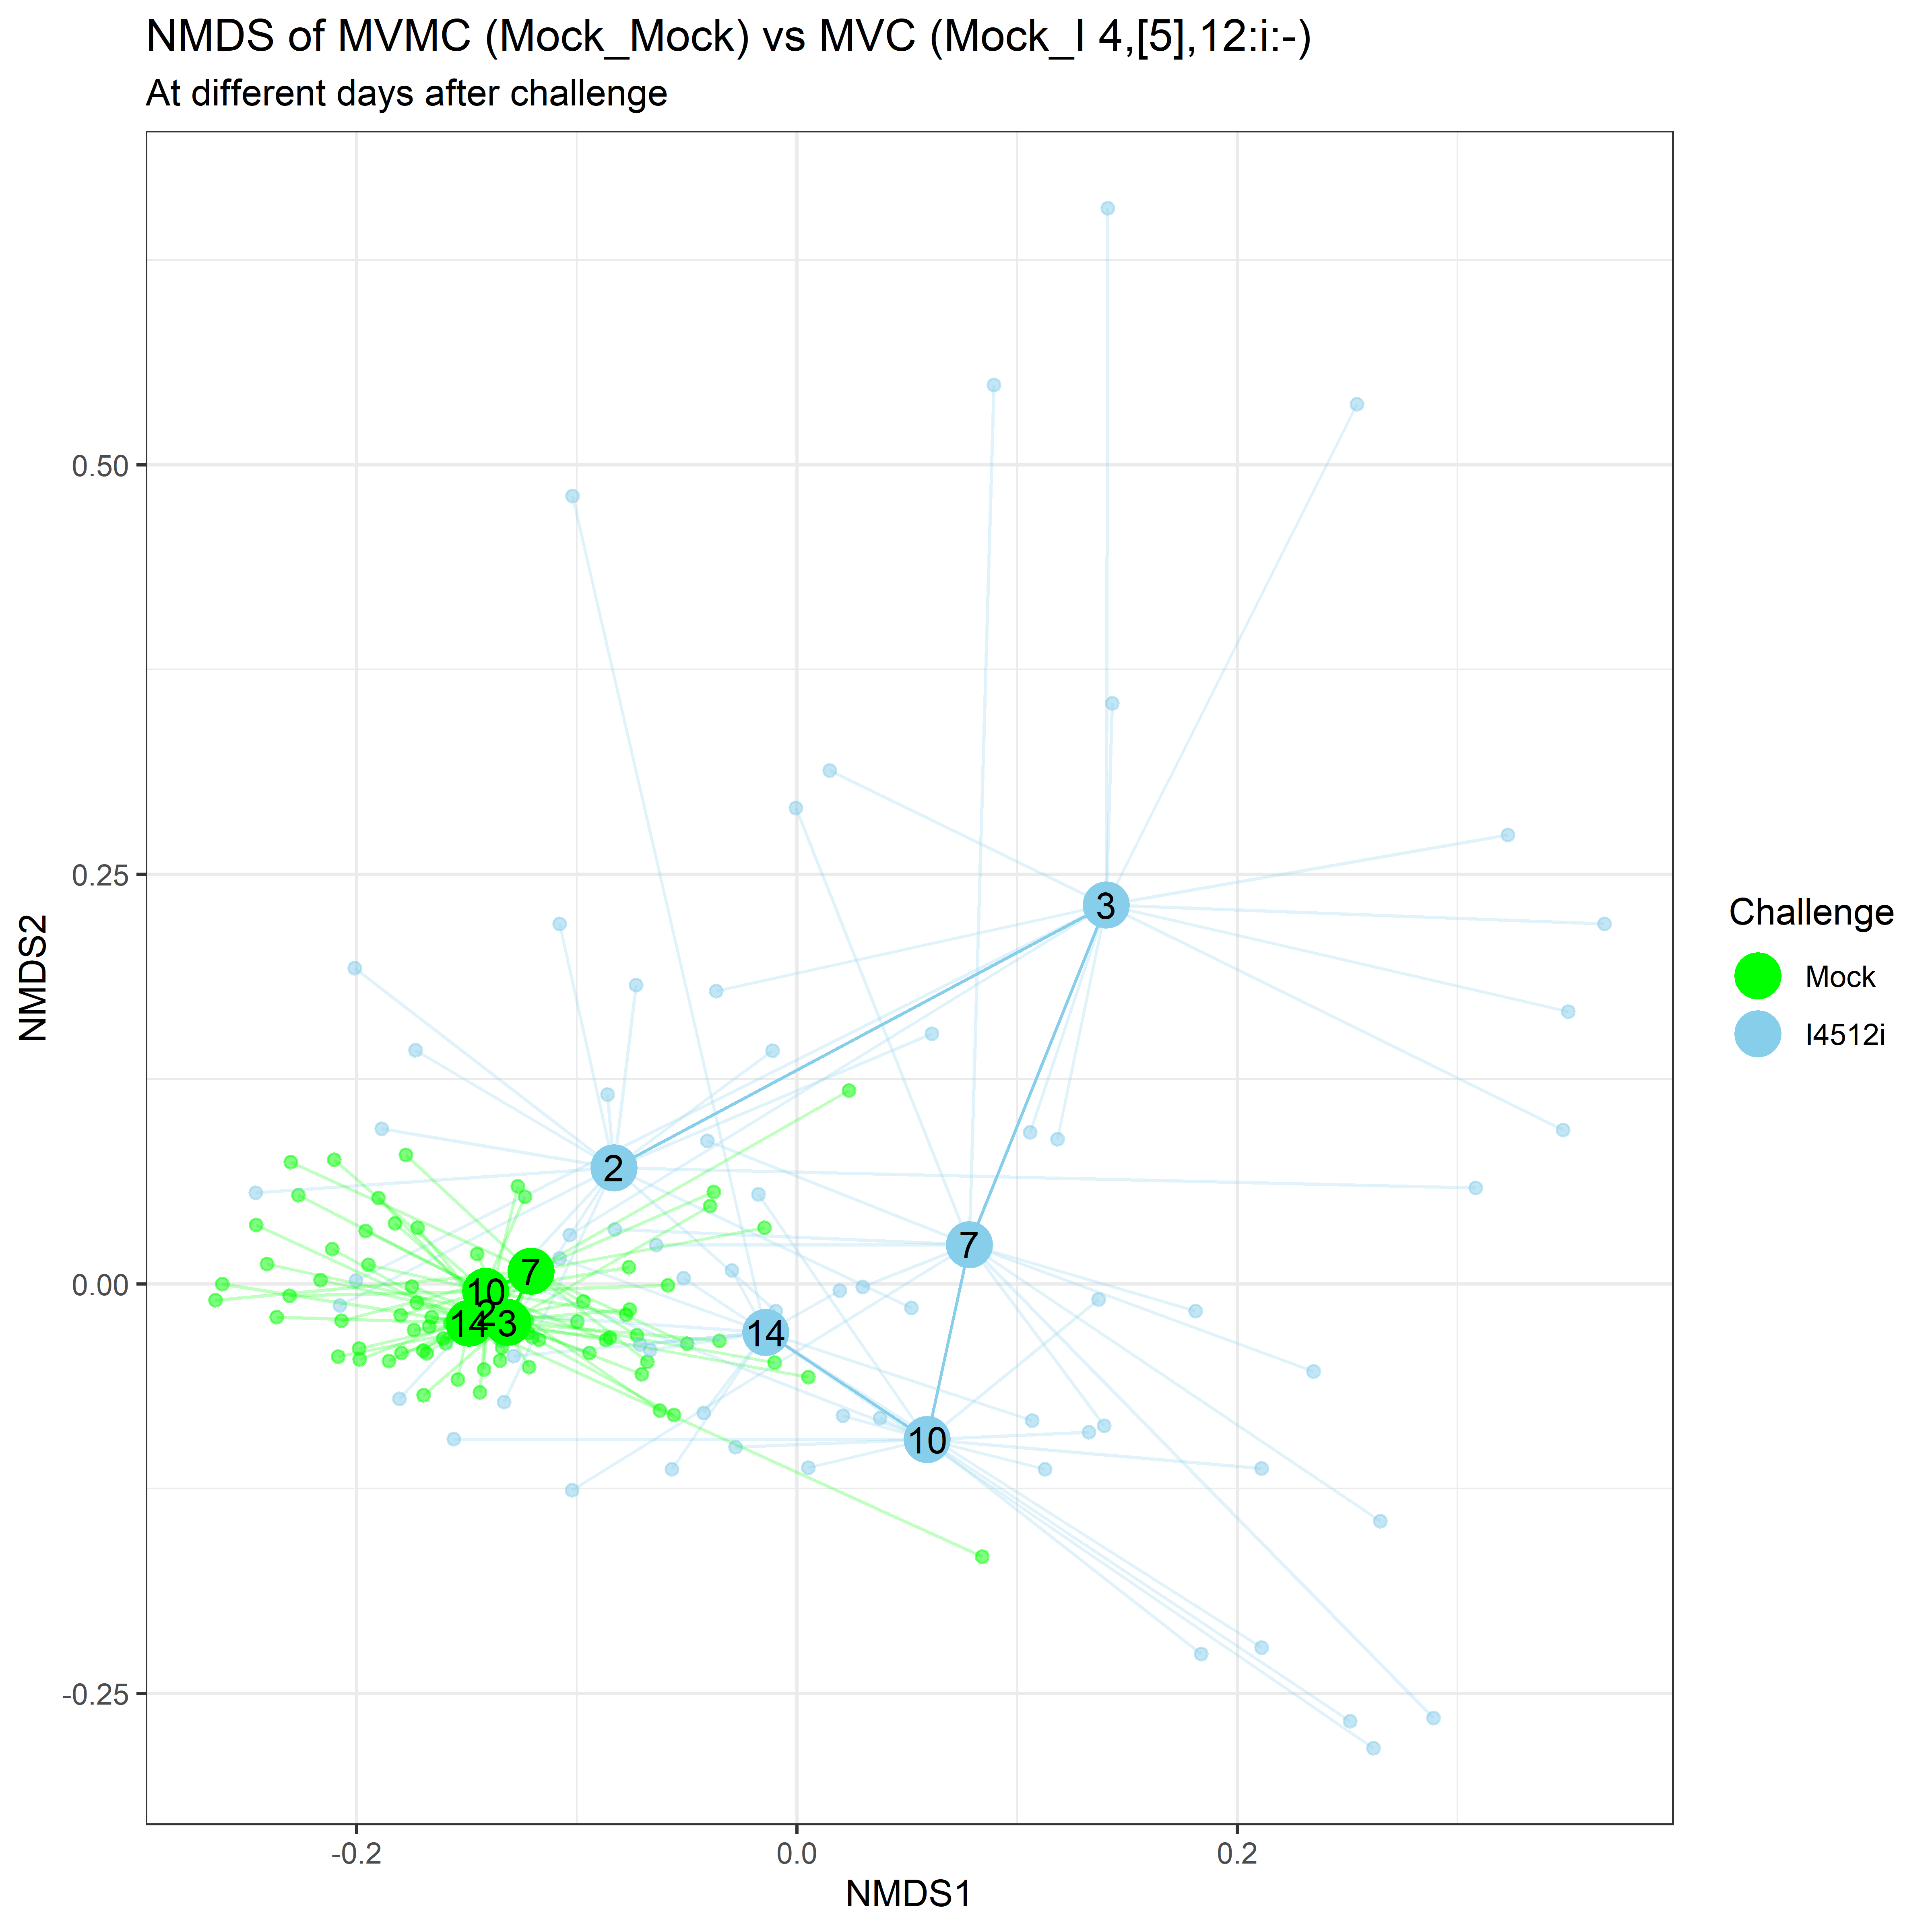 NMDS of MVMC (Mock_Mock) vs MVC (Mock_I 4,[5],12:i:-)
At different days after challenge
0.50
0.25
0.00
-0.25
NMDS2
3
2
7
7
10
2
14
3
14
10
-0.2
0.0
0.2
NMDS1
Challenge
Mock
I4512i